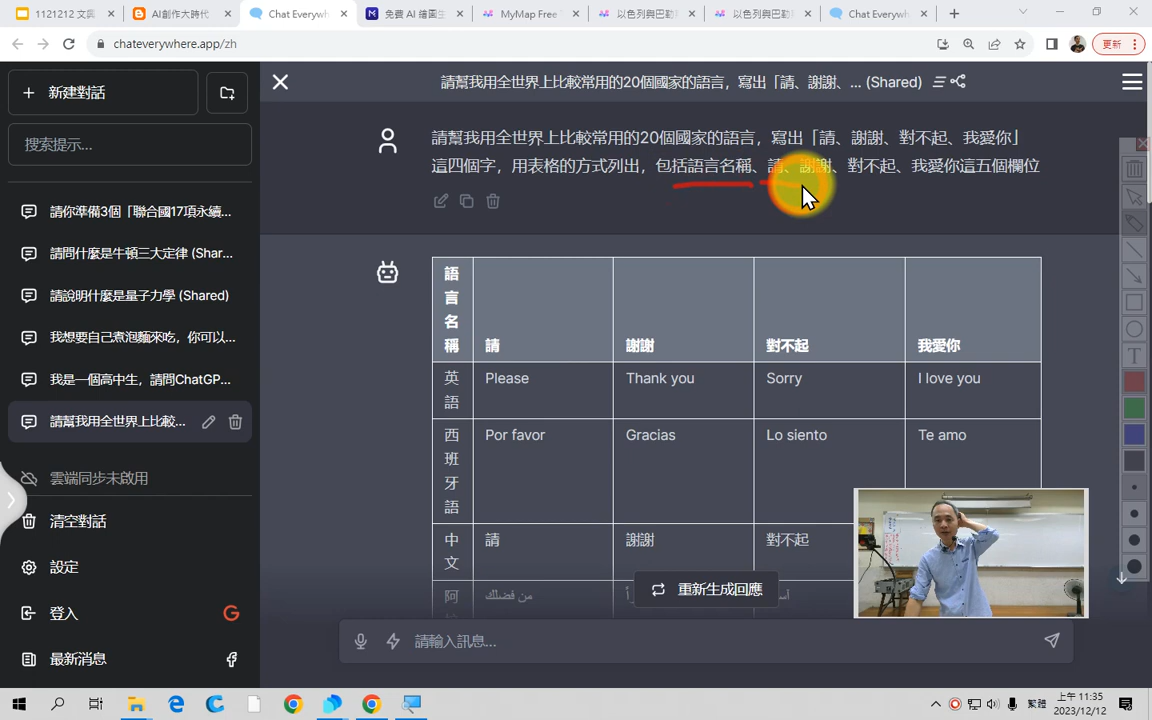 1121212 文輿
AI創作大時代
Chat Everywh
免費 AI 繪圖生
MyMap Free
以色列與巴勒
以色列與巴勒
Chat Everywh
chateverywhere.app/zh
更新
新建對話
搜索提示...
請你準備3個「聯合國17項永續...
請問什麼是牛頓三大定律 (Shar...
請說明什麼是量子力學 (Shared)
我想要自己煮泡麵來吃，你可以...
我是一個高中生，請問ChatGP...
請幫我用全世界上比較...
雲端同步未啟用
清空對話
設定
登入
最新消息
請幫我用全世界上比較常用的20個國家的語言，寫出「請、謝謝、... (Shared)
請幫我用全世界上比較常用的20個國家的語言，寫出「請、謝謝、對不起、我愛你」
這四個字，用表格的方式列出，包括語言名稱、請、謝謝、對不起、我愛你這五個欄位
語言名稱 請 謝謝 對不起 我愛你
英語 Please Thank you Sorry I love you
西班牙語 Por favor Gracias Lo siento Te amo
中文 請 謝謝 對不起
阿 من فضلك
重新生成回應
請輸入訊息...
T
繁體
上午 11:35
2023/12/12